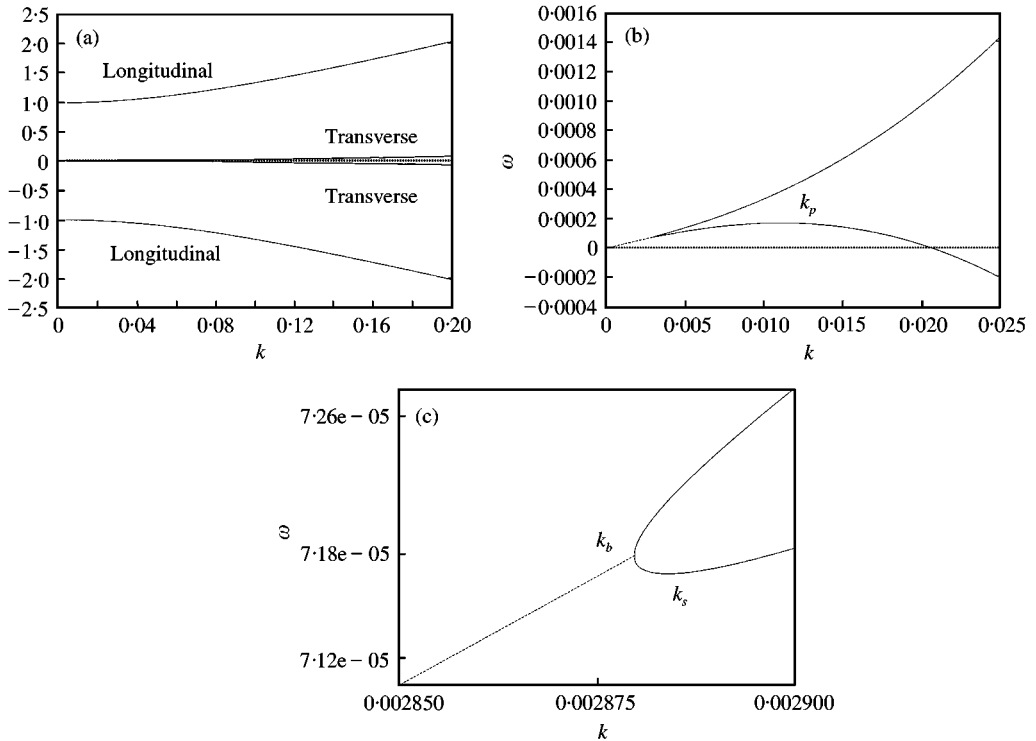 (a)
2·5
2·0
1·5
1·0
0·5
0
−0·5
−1·0
−1·5
−2·0
−2·5
Longitudinal
Transverse
Transverse
Longitudinal
0 0·04 0·08 0·12 0·16 0·20
k
(b)
0·0016
0·0014
0·0012
0·0010
0·0008
0·0006
0·0004
0·0002
0
−0·0002
−0·0004
ω
k_p
0 0·005 0·010 0·015 0·020 0·025
k
(c)
7·26e − 05
7·18e − 05
7·12e − 05
ω
k_b
k_s
0·002850 0·002875 0·002900
k